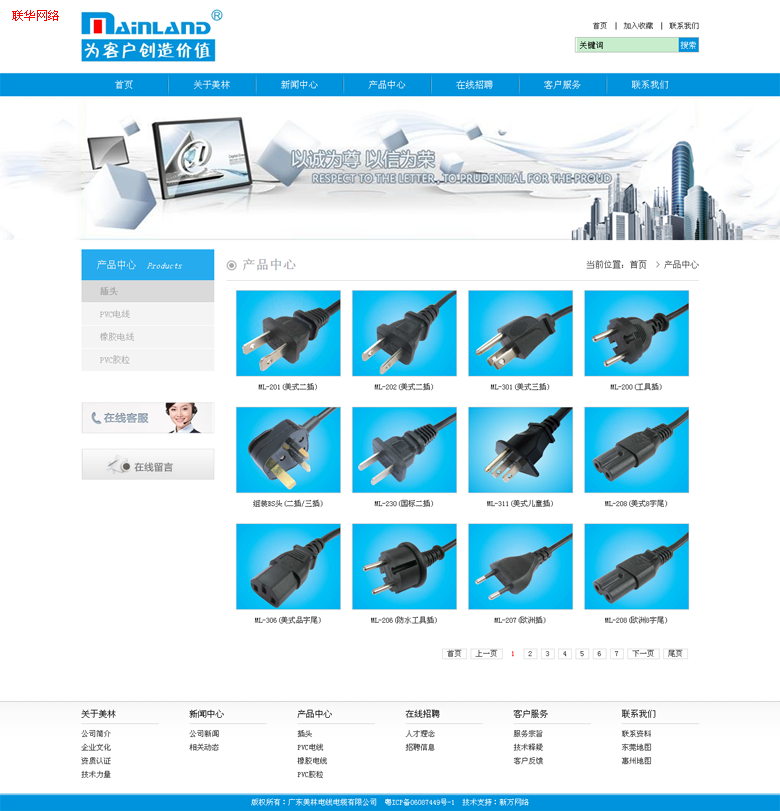 联华网络
MAINLAND®
为客户创造价值
首页 | 加入收藏 | 联系我们
关键词 搜索
首页 关于美林 新闻中心 产品中心 在线招聘 客户服务 联系我们
以诚为尊 以信为荣
RESPECT TO THE LETTER, TO PRUDENTIAL FOR THE PROUD
产品中心 Products
插头
PVC电线
橡胶电线
PVC胶粒
在线客服
在线留言
产品中心
当前位置：首页 > 产品中心
ML-201(美式二插) ML-202(美式二插) ML-301(美式三插) ML-200(工具插)
组装BS头(二插/三插) ML-230(国标二插) ML-311(美式儿童插) ML-208(美式8字尾)
ML-306(美式品字尾) ML-206(防水工具插) ML-207(欧洲插) ML-208(欧洲8字尾)
首页 上一页 1 2 3 4 5 6 7 下一页 尾页
关于美林 新闻中心 产品中心 在线招聘 客户服务 联系我们
公司简介 公司新闻 插头 人才理念 服务宗旨 联系资料
企业文化 相关动态 PVC电线 招聘信息 技术释疑 东莞地图
资质认证 橡胶电线 客户反馈 惠州地图
技术力量 PVC胶粒
版权所有：广东美林电线电缆有限公司 粤ICP备06087449号-1 技术支持：新万网络